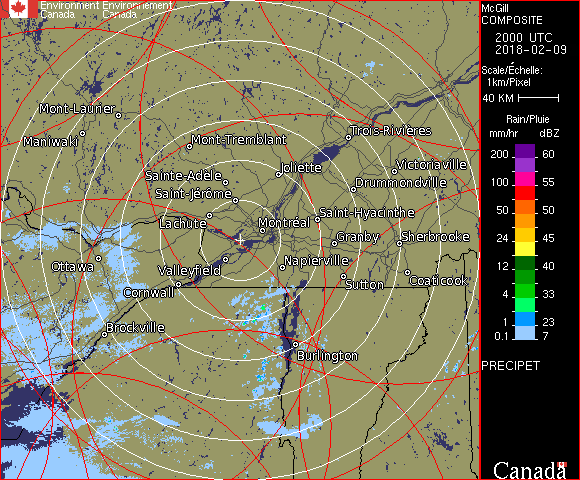 Environment Environnement
Canada Canada
McGill
COMPOSITE
2000 UTC
2018-02-09
Scale/Échelle:
1km/Pixel
40 KM
Rain/Pluie
mm/hr dBZ
200 60
55
100 55
50 50
24 45
12 40
4 33
1 23
0.1 7
PRECIPET
Canada
Mont-Laurier
Maniwaki
Mont-Tremblant
Trois-Rivières
Joliette
Victoriaville
Sainte-Adèle
Drummondville
Saint-Jérôme
Lachute
Saint-Hyacinthe
Montréal
Granby
Sherbrooke
Ottawa
Valleyfield
Napierville
Cornwall
Sutton
Coaticook
Brockville
Burlington